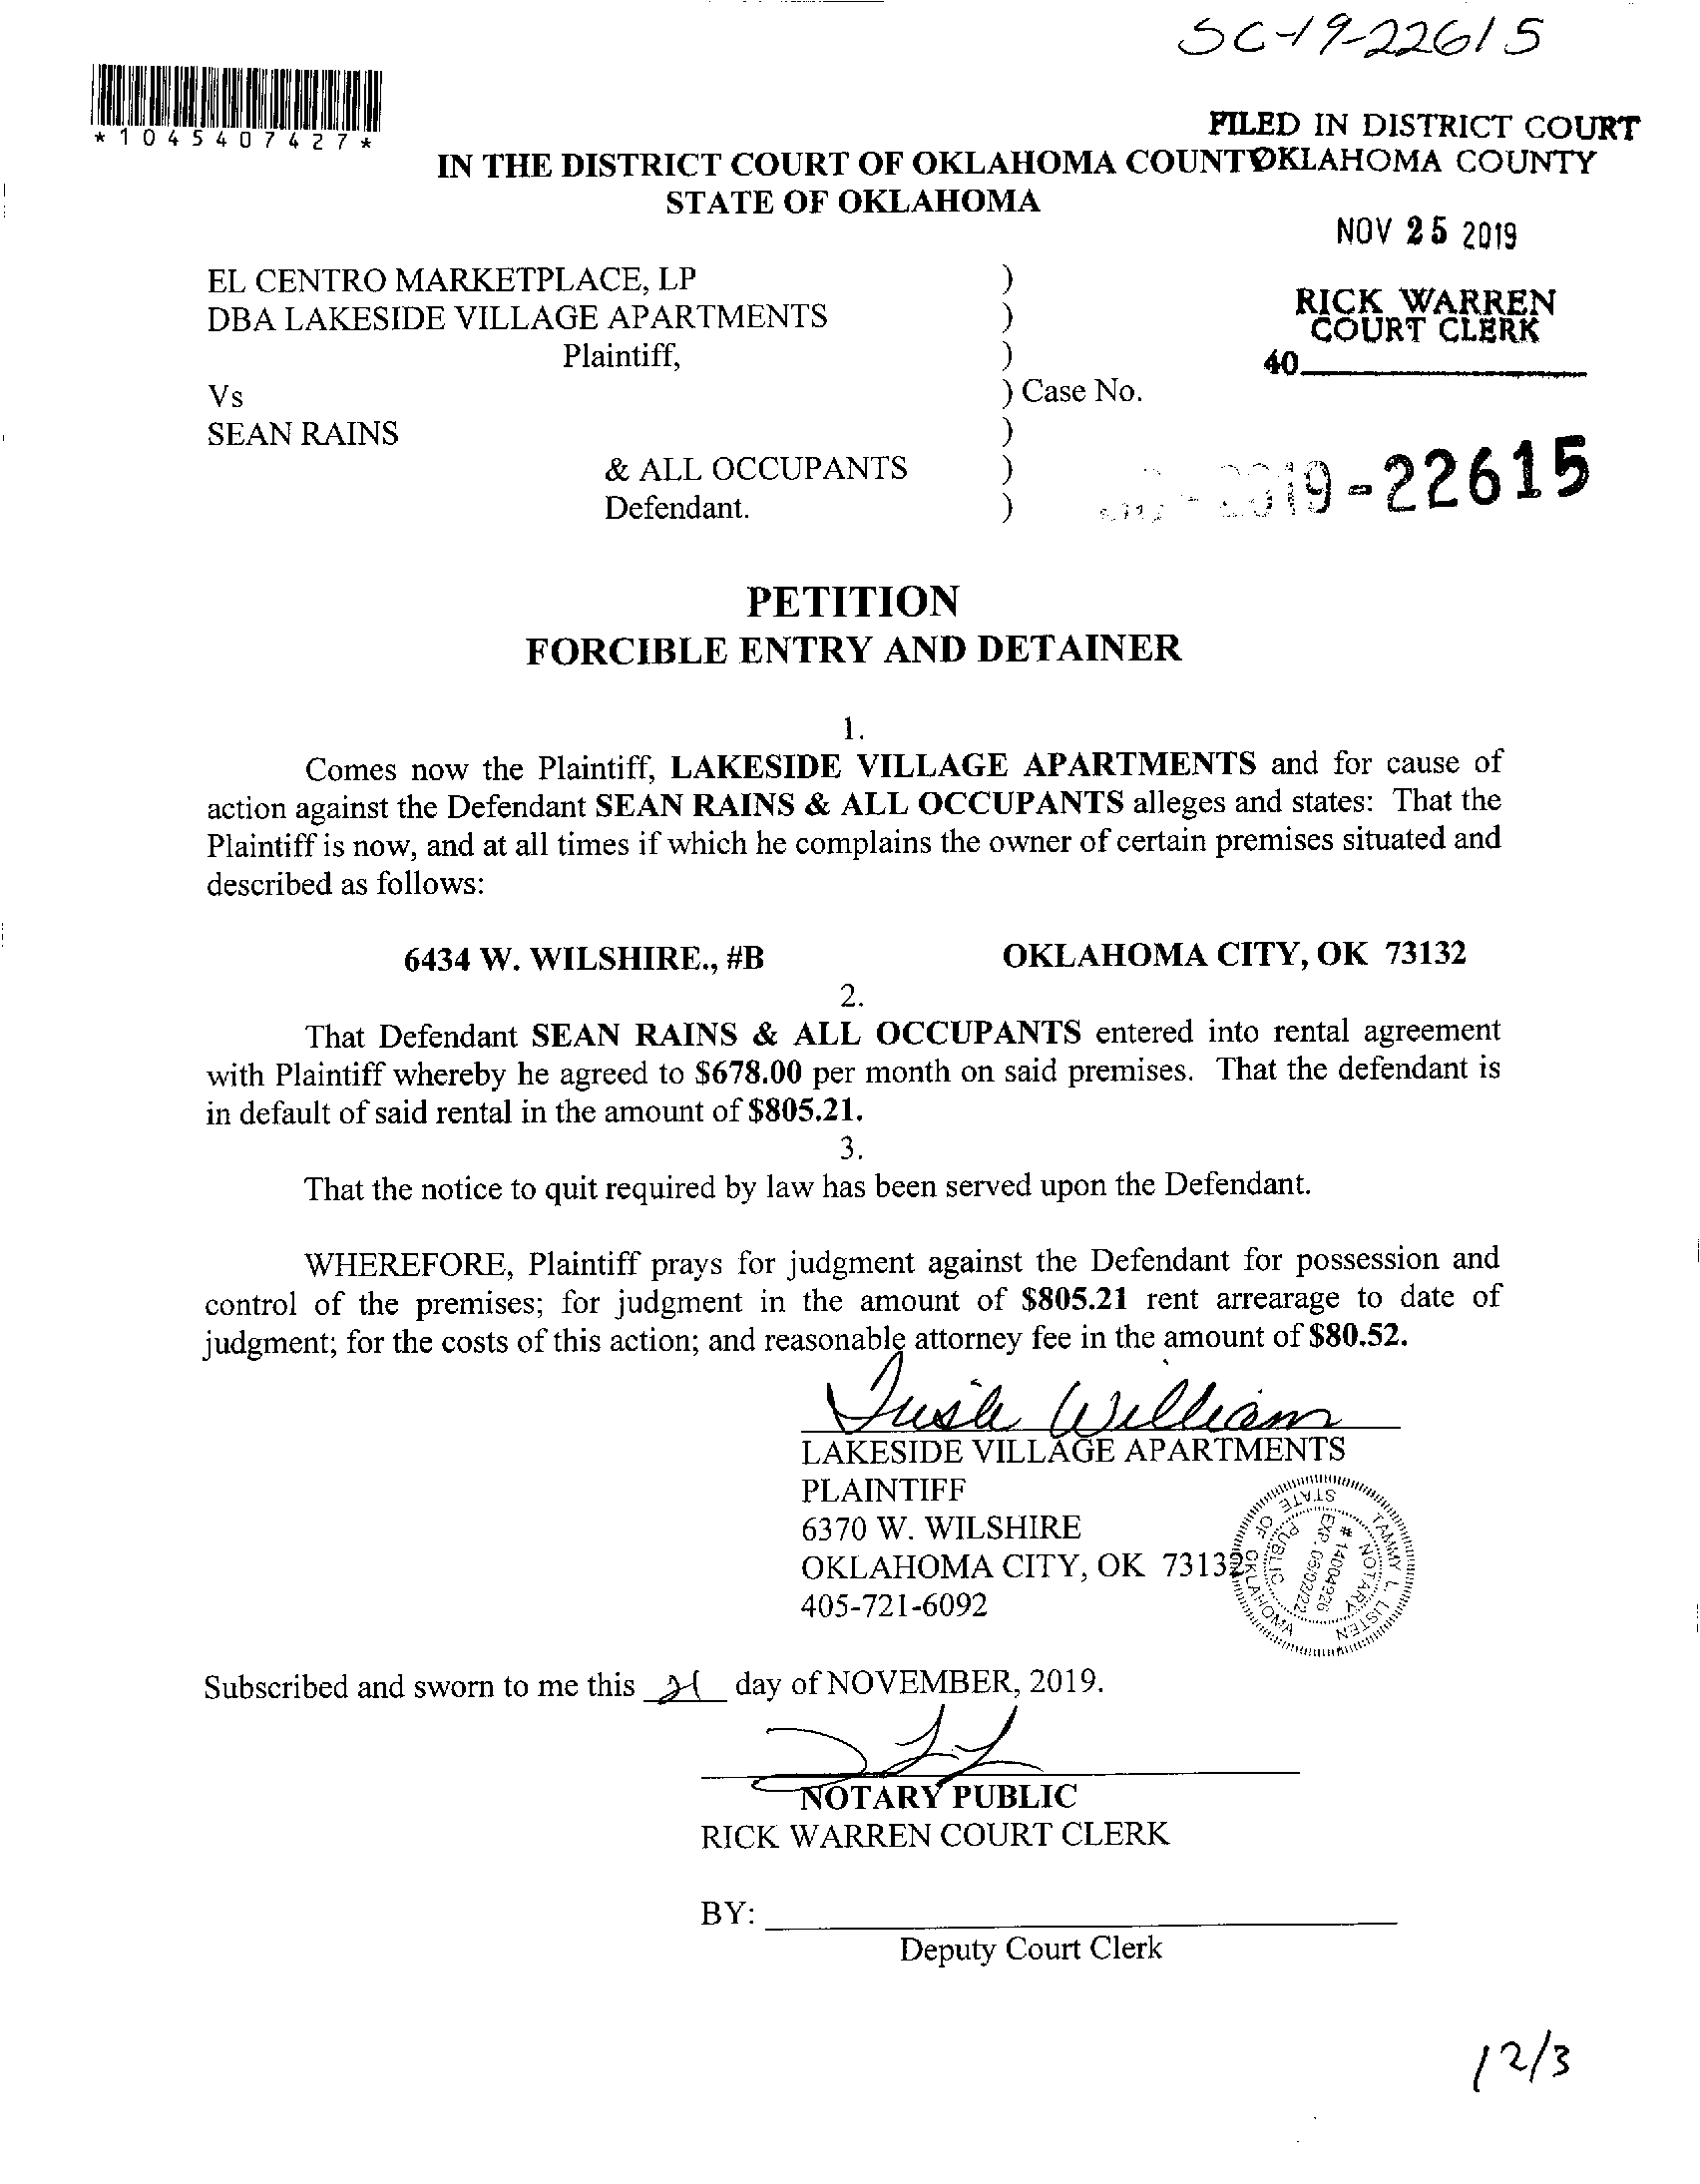 SC-19-22615
*1045407427*
FILED IN DISTRICT COURT
IN THE DISTRICT COURT OF OKLAHOMA COUNTY
OKLAHOMA COUNTY
STATE OF OKLAHOMA
NOV 25 2019
EL CENTRO MARKETPLACE, LP )
DBA LAKESIDE VILLAGE APARTMENTS )
RICK WARREN
COURT CLERK
Plaintiff, )
40
Vs ) Case No.
SEAN RAINS )
& ALL OCCUPANTS )
2019-22615
Defendant. )
PETITION
FORCIBLE ENTRY AND DETAINER
1.
Comes now the Plaintiff, LAKESIDE VILLAGE APARTMENTS and for cause of
action against the Defendant SEAN RAINS & ALL OCCUPANTS alleges and states: That the
Plaintiff is now, and at all times if which he complains the owner of certain premises situated and
described as follows:
6434 W. WILSHIRE., #B OKLAHOMA CITY, OK 73132
2.
That Defendant SEAN RAINS & ALL OCCUPANTS entered into rental agreement
with Plaintiff whereby he agreed to $678.00 per month on said premises. That the defendant is
in default of said rental in the amount of $805.21.
3.
That the notice to quit required by law has been served upon the Defendant.
WHEREFORE, Plaintiff prays for judgment against the Defendant for possession and
control of the premises; for judgment in the amount of $805.21 rent arrearage to date of
judgment; for the costs of this action; and reasonable attorney fee in the amount of $80.52.
William
LAKESIDE VILLAGE APARTMENTS
PLAINTIFF
6370 W. WILSHIRE
OKLAHOMA CITY, OK 73132
405-721-6092
TAMMY L. LISTEN
STATE OF OKLAHOMA
NOTARY PUBLIC
# 14004926
EXP. 06/02/22
Subscribed and sworn to me this 21 day of NOVEMBER, 2019.
NOTARY PUBLIC
RICK WARREN COURT CLERK
BY:
Deputy Court Clerk
12/3